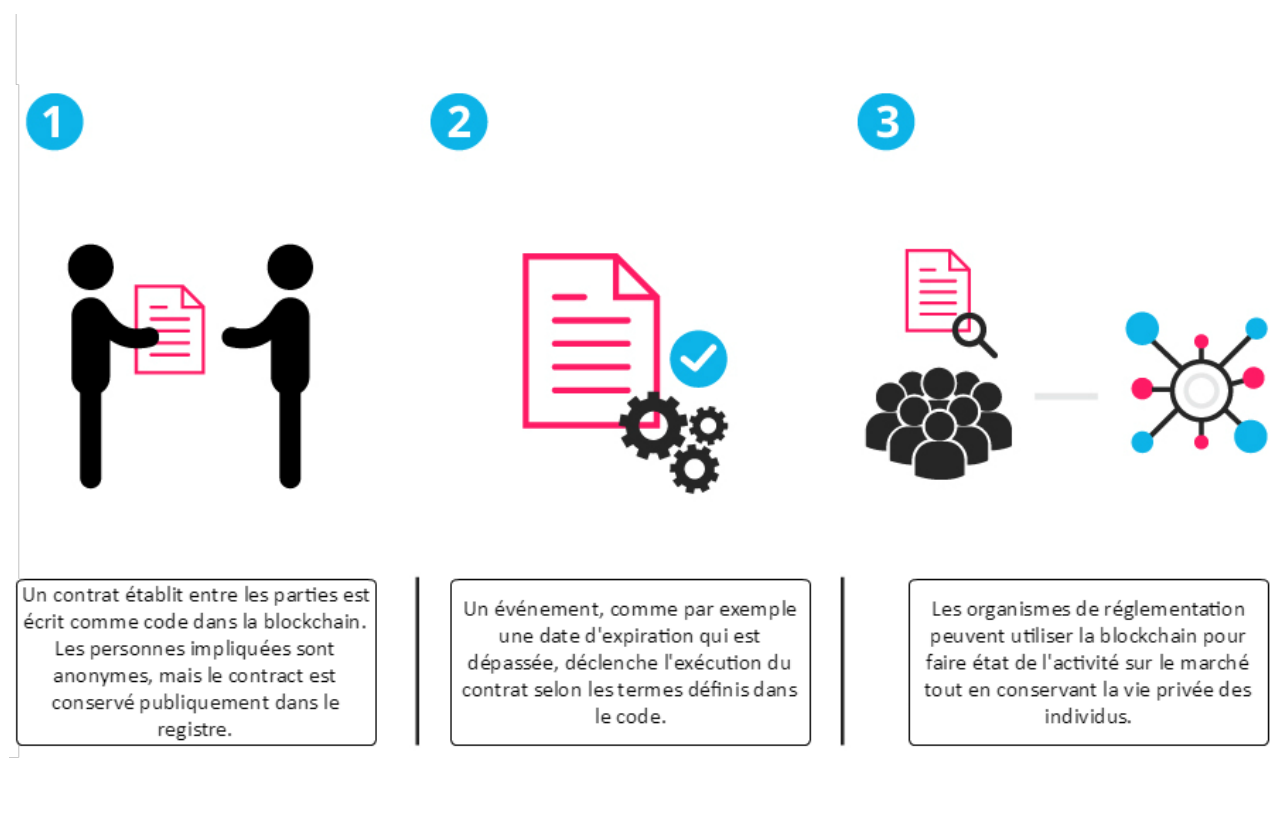 1
2
3
Un contrat établit entre les parties est
écrit comme code dans la blockchain.
Les personnes impliquées sont
anonymes, mais le contract est
conservé publiquement dans le
registre.
Un événement, comme par exemple
une date d'expiration qui est
dépassée, déclenche l'exécution du
contrat selon les termes définis dans
le code.
Les organismes de réglementation
peuvent utiliser la blockchain pour
faire état de l'activité sur le marché
tout en conservant la vie privée des
individus.